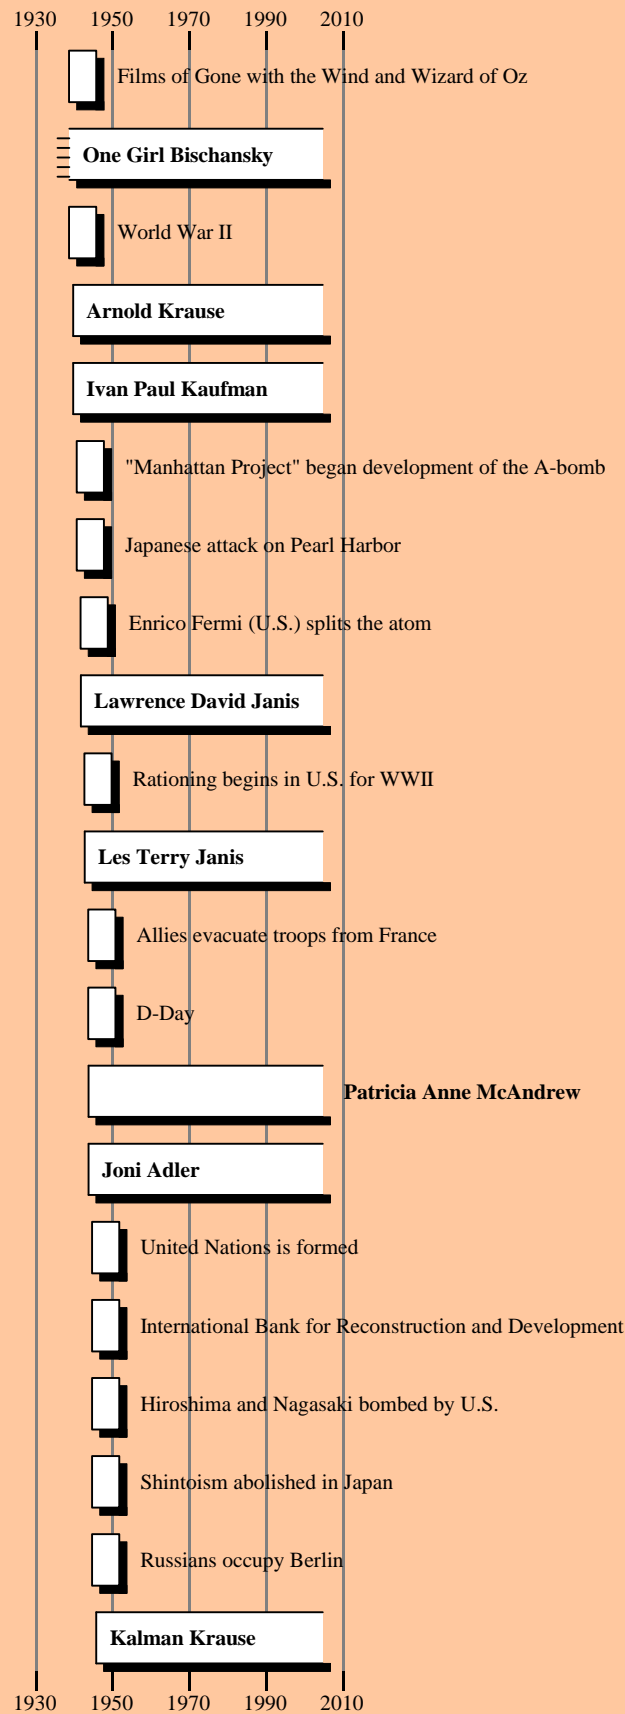 1930 1950 1970 1990 2010
Films of Gone with the Wind and Wizard of Oz
One Girl Bischansky
World War II
Arnold Krause
Ivan Paul Kaufman
"Manhattan Project" began development of the A-bomb
Japanese attack on Pearl Harbor
Enrico Fermi (U.S.) splits the atom
Lawrence David Janis
Rationing begins in U.S. for WWII
Les Terry Janis
Allies evacuate troops from France
D-Day
Patricia Anne McAndrew
Joni Adler
United Nations is formed
International Bank for Reconstruction and Development
Hiroshima and Nagasaki bombed by U.S.
Shintoism abolished in Japan
Russians occupy Berlin
Kalman Krause
1930 1950 1970 1990 2010